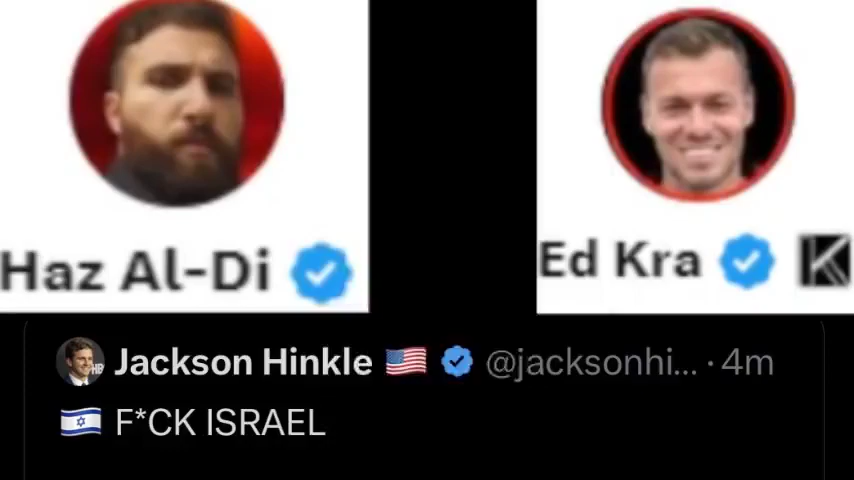 Haz Al-Di
Ed Kra
Jackson Hinkle 🇺🇸 @jacksonhi... · 4m
🇮🇱 F*CK ISRAEL